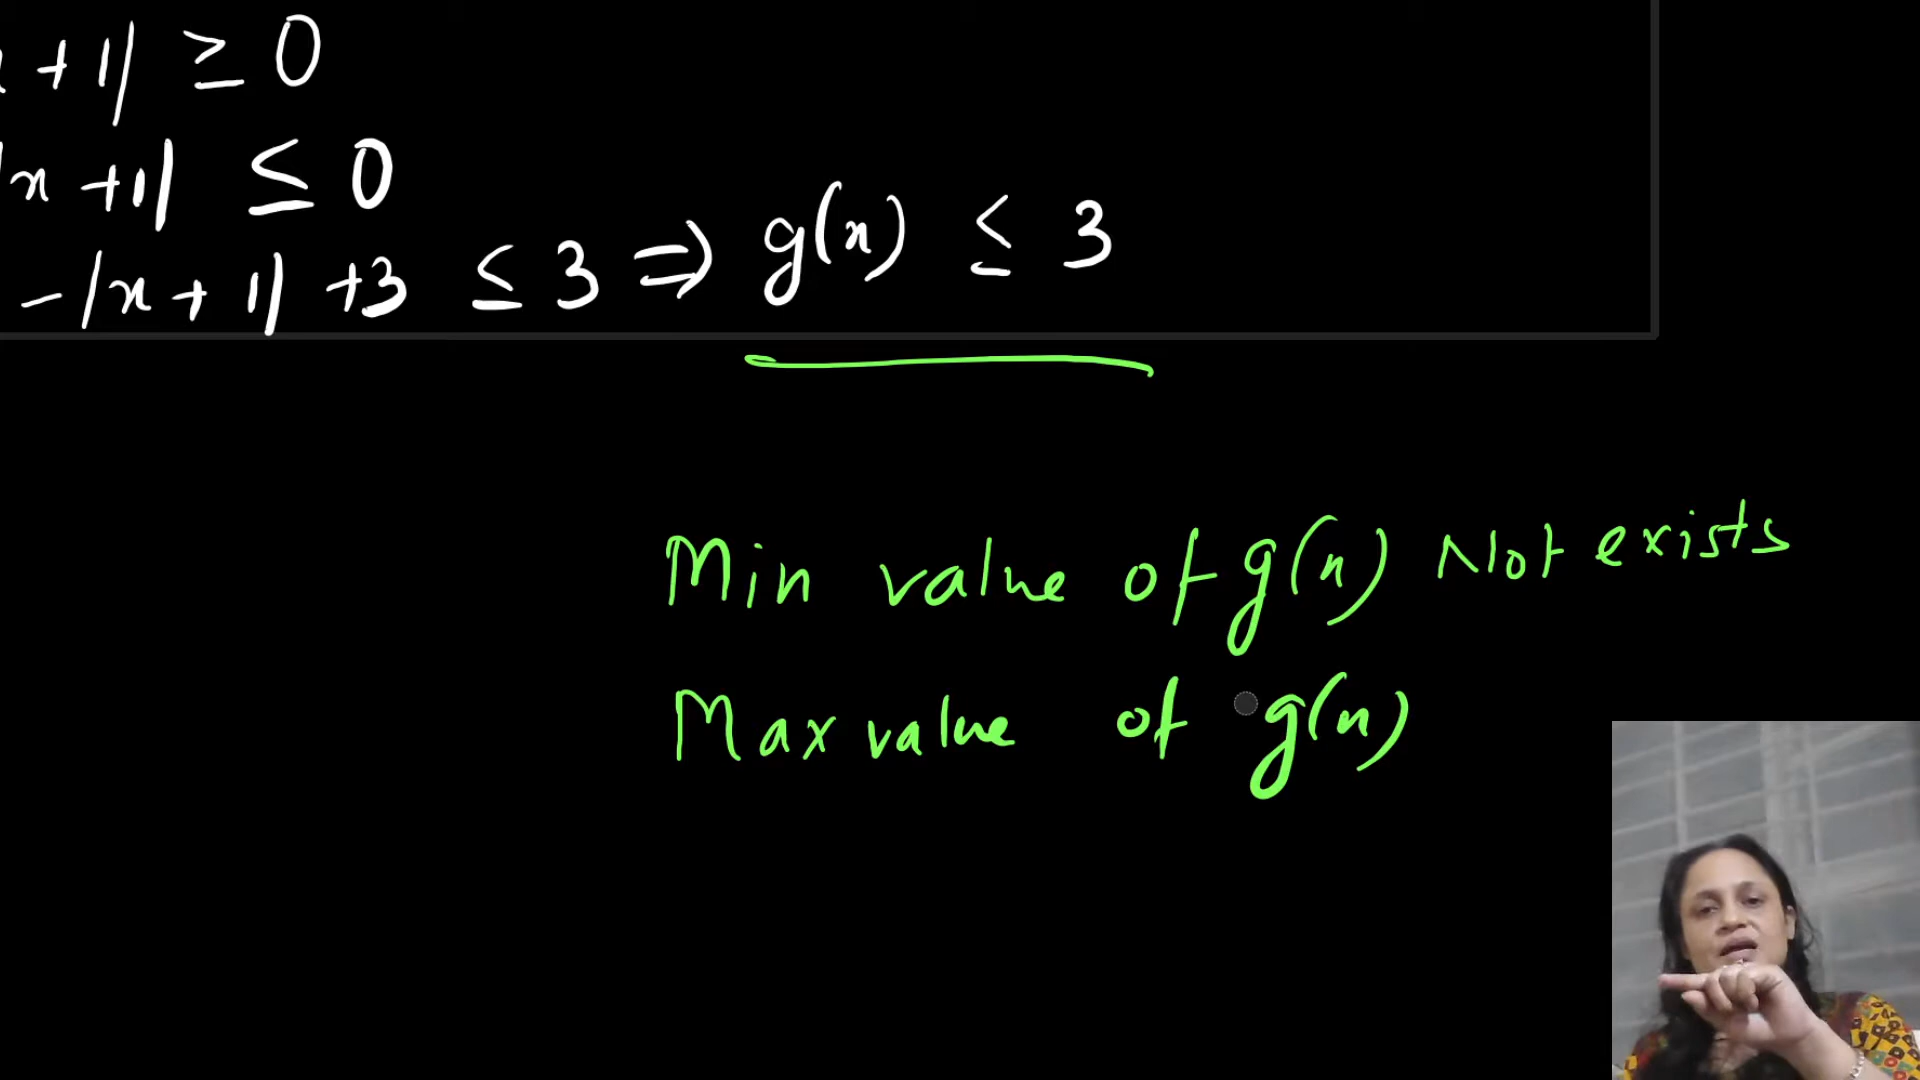 +1| ≥ 0
x +1| ≤ 0
-|x + 1| +3 ≤ 3 ⇒ g(x) ≤ 3
Min value of g(x) Not exists
Max value of g(x)